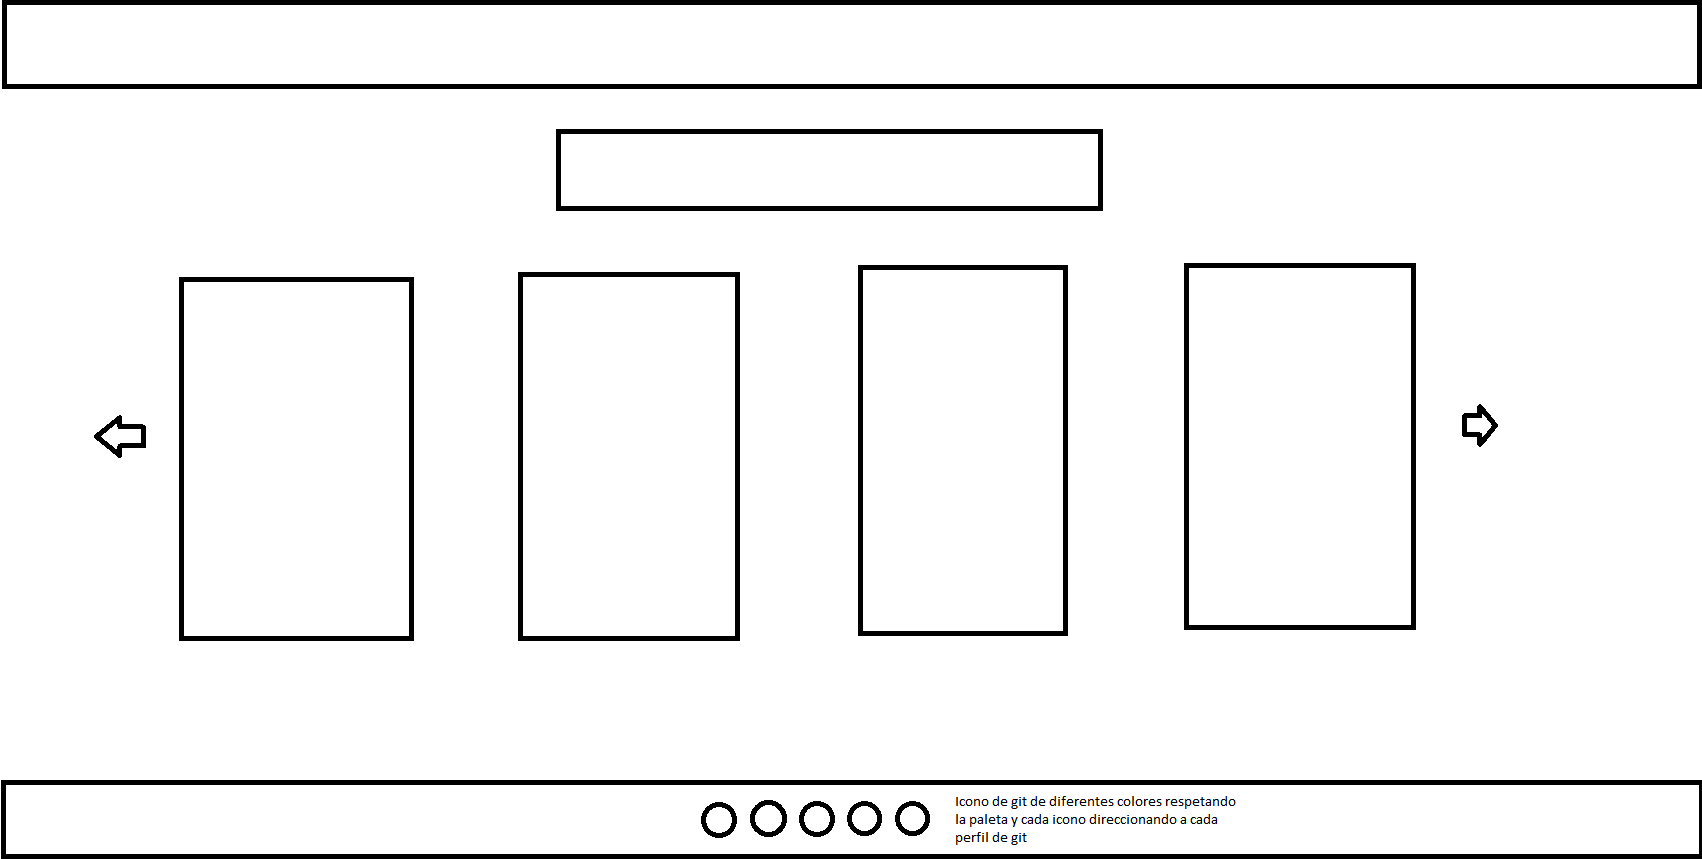 Icono de git de diferentes colores respetando
la paleta y cada icono direccionando a cada
perfil de git